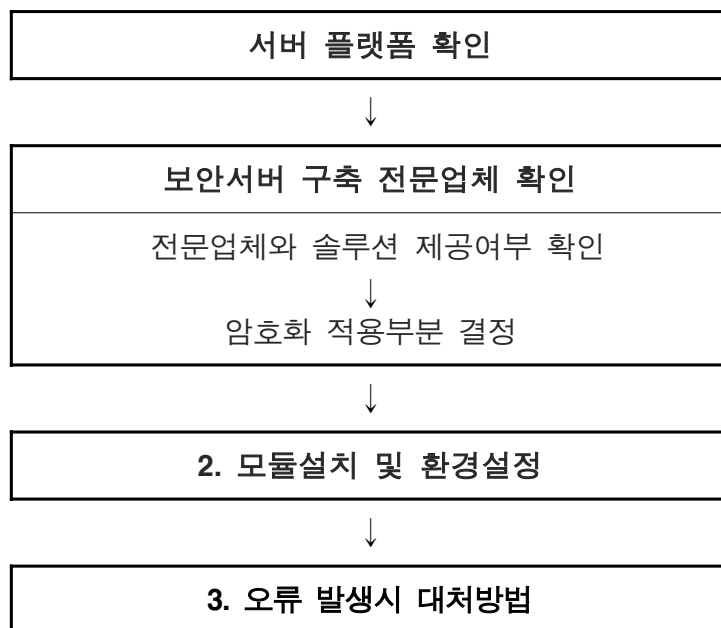 서버 플랫폼 확인
↓
보안서버 구축 전문업체 확인
전문업체와 솔루션 제공여부 확인
↓
암호화 적용부분 결정
↓
2. 모듈설치 및 환경설정
↓
3. 오류 발생시 대처방법